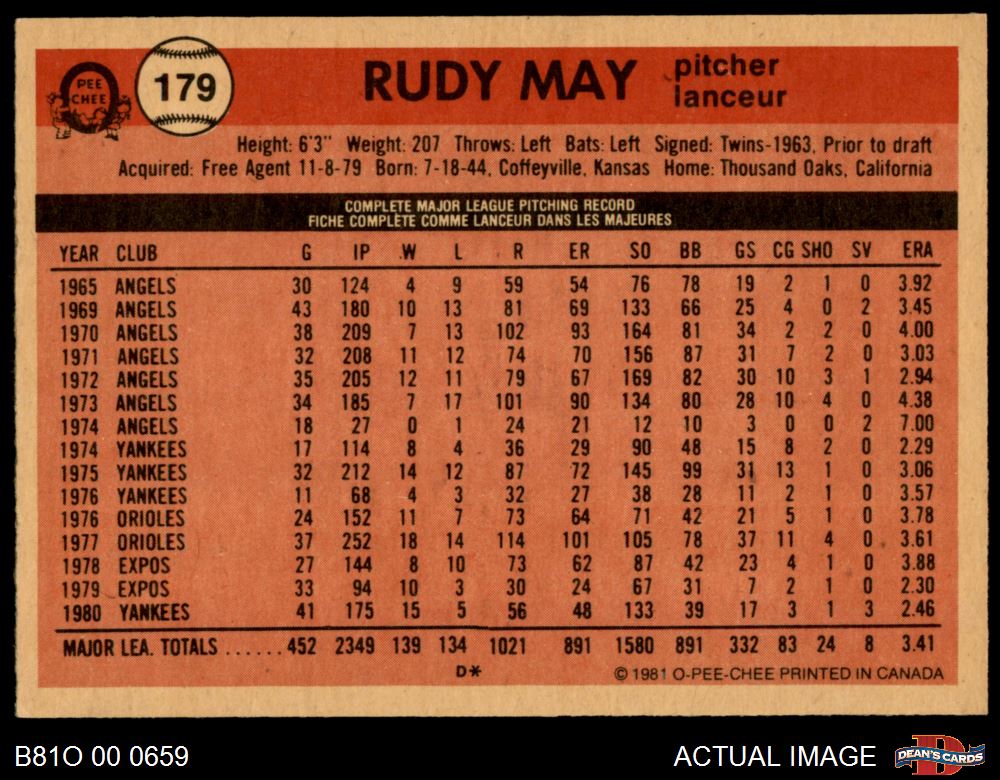 PEE
CHEE
179
RUDY MAY pitcher
lanceur
Height: 6'3" Weight: 207 Throws: Left Bats: Left Signed: Twins-1963, Prior to draft
Acquired: Free Agent 11-8-79 Born: 7-18-44, Coffeyville, Kansas Home: Thousand Oaks, California
COMPLETE MAJOR LEAGUE PITCHING RECORD
FICHE COMPLÈTE COMME LANCEUR DANS LES MAJEURES
YEAR CLUB G IP W L R ER SO BB GS CG SHO SV ERA
1965 ANGELS 30 124 4 9 59 54 76 78 19 2 1 0 3.92
1969 ANGELS 43 180 10 13 81 69 133 66 25 4 0 2 3.45
1970 ANGELS 38 209 7 13 102 93 164 81 34 2 2 0 4.00
1971 ANGELS 32 208 11 12 74 70 156 87 31 7 2 0 3.03
1972 ANGELS 35 205 12 11 79 67 169 82 30 10 3 1 2.94
1973 ANGELS 34 185 7 17 101 90 134 80 28 10 4 0 4.38
1974 ANGELS 18 27 0 1 24 21 12 10 3 0 0 2 7.00
1974 YANKEES 17 114 8 4 36 29 90 48 15 8 2 0 2.29
1975 YANKEES 32 212 14 12 87 72 145 99 31 13 1 0 3.06
1976 YANKEES 11 68 4 3 32 27 38 28 11 2 1 0 3.57
1976 ORIOLES 24 152 11 7 73 64 71 42 21 5 1 0 3.78
1977 ORIOLES 37 252 18 14 114 101 105 78 37 11 4 0 3.61
1978 EXPOS 27 144 8 10 73 62 87 42 23 4 1 0 3.88
1979 EXPOS 33 94 10 3 30 24 67 31 7 2 1 0 2.30
1980 YANKEES 41 175 15 5 56 48 133 39 17 3 1 3 2.46
MAJOR LEA. TOTALS ...... 452 2349 139 134 1021 891 1580 891 332 83 24 8 3.41
D*
© 1981 O-PEE-CHEE PRINTED IN CANADA
B81O 00 0659
ACTUAL IMAGE
D
DEAN'S CARDS